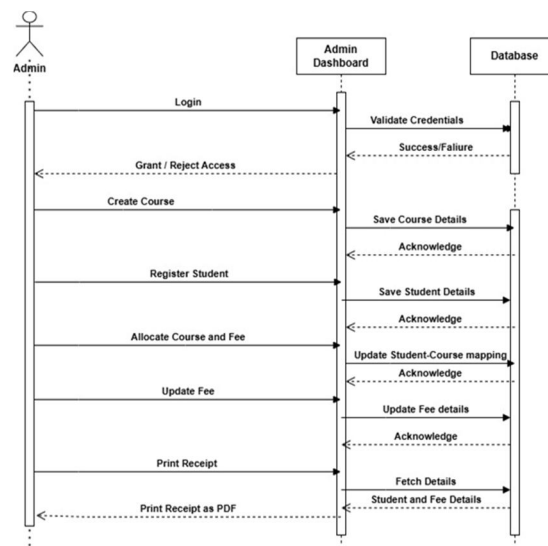 Admin
Admin
Dashboard
Database
Login
Validate Credentials
Success/Faliure
Grant / Reject Access
Create Course
Save Course Details
Acknowledge
Register Student
Save Student Details
Acknowledge
Allocate Course and Fee
Update Student-Course mapping
Acknowledge
Update Fee
Update Fee details
Acknowledge
Print Receipt
Fetch Details
Student and Fee Details
Print Receipt as PDF